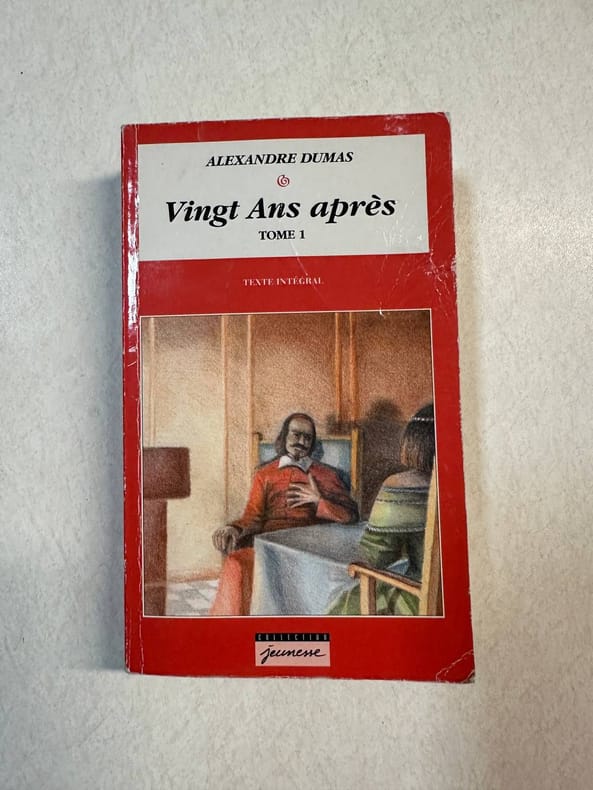 ALEXANDRE DUMAS
Vingt Ans après
TOME 1
TEXTE INTÉGRAL
COLLECTION
jeunesse